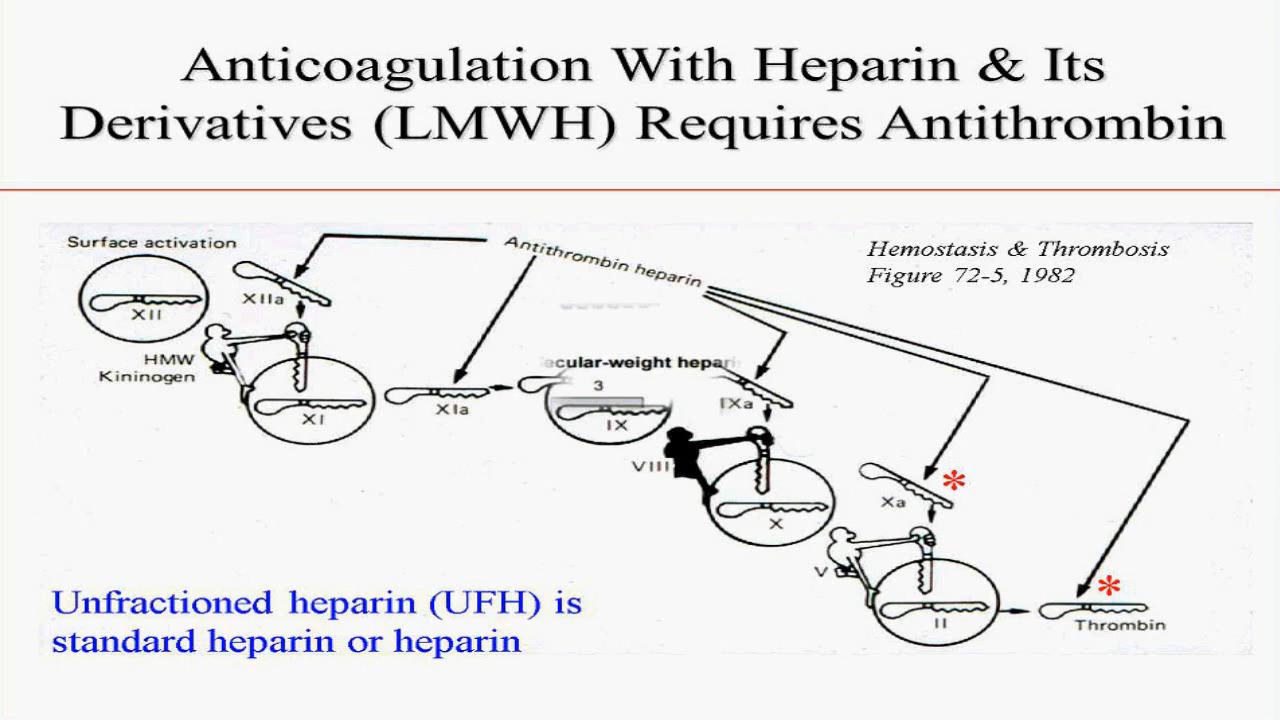 Anticoagulation With Heparin & Its
Derivatives (LMWH) Requires Antithrombin
Surface activation
Antithrombin heparin
Hemostasis & Thrombosis
Figure 72-5, 1982
XII
XIIa
HMW
Kininogen
XI
XIa
3
IX
IXa
VIII
X
Xa
*
V
II
*
Thrombin
Unfractioned heparin (UFH) is
standard heparin or heparin